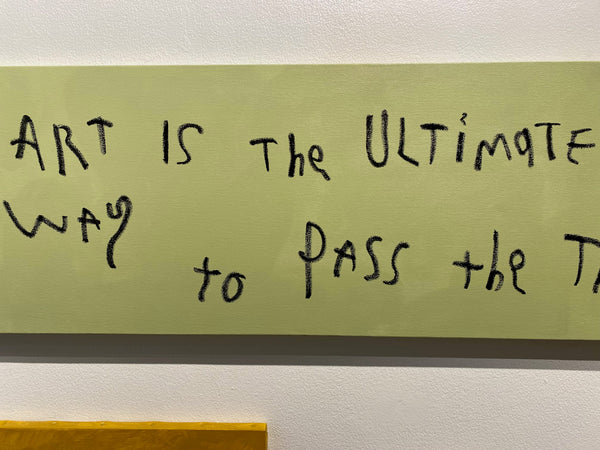 ART IS The ULTiMATE
WAY
to PASS the